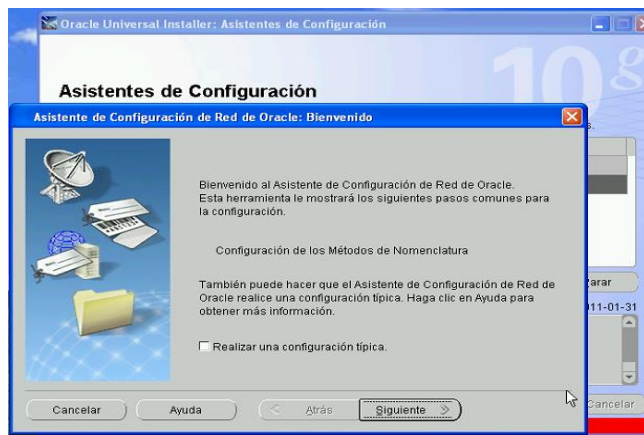 Oracle Universal Installer: Asistentes de Configuración
10g
Asistentes de Configuración
Asistente de Configuración de Red de Oracle: Bienvenido
Bienvenido al Asistente de Configuración de Red de Oracle.
Esta herramienta le mostrará los siguientes pasos comunes para
la configuración.
Configuración de los Métodos de Nomenclatura
También puede hacer que el Asistente de Configuración de Red de
Oracle realice una configuración típica. Haga clic en Ayuda para
obtener más información.
Realizar una configuración típica.
arar
011-01-31
Cancelar
Ayuda
Atrás
Siguiente
Cancelar